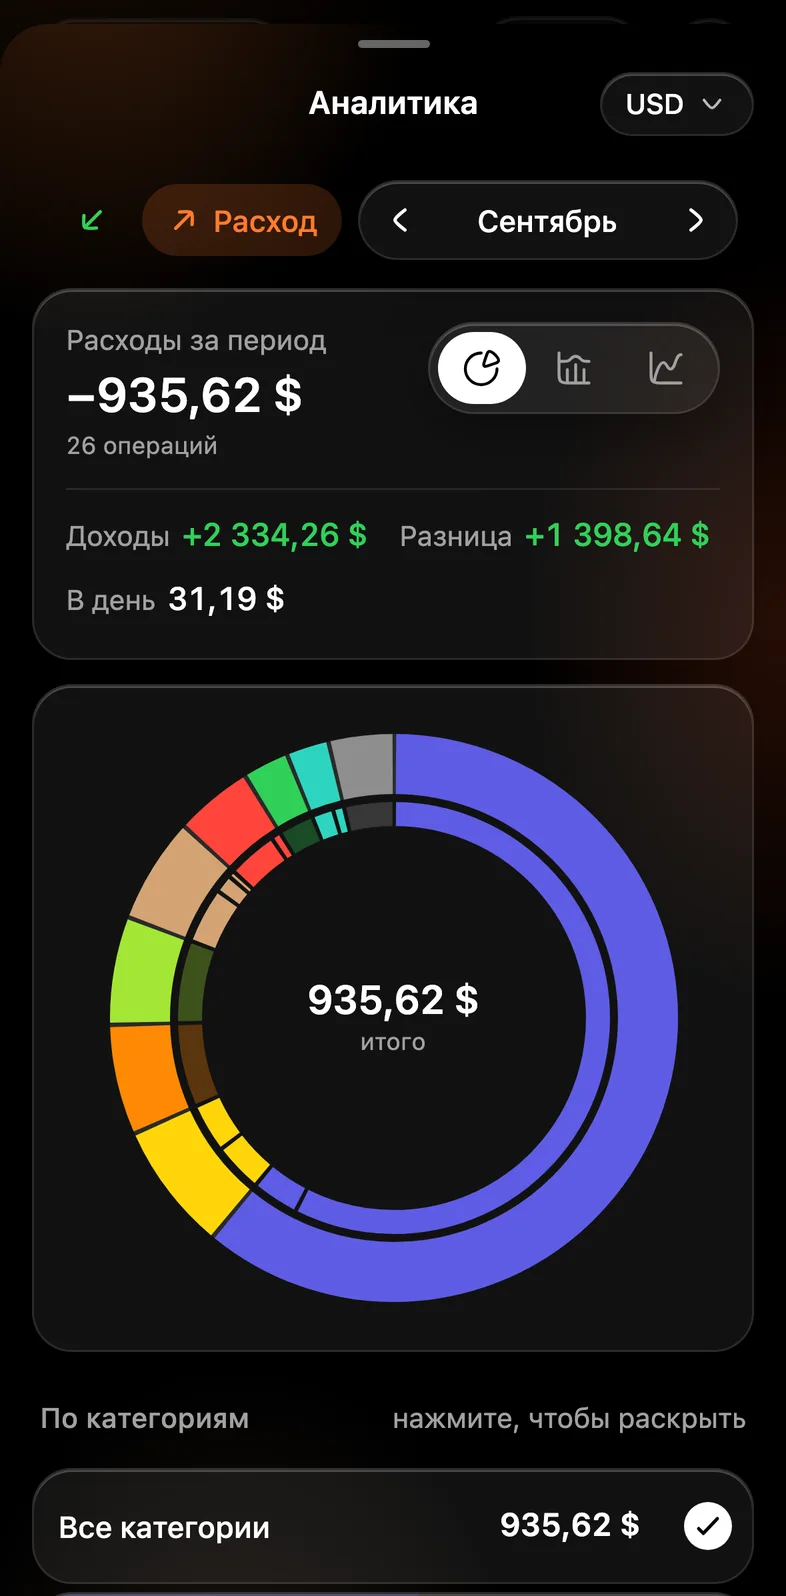 Аналитика
USD
Расход
Сентябрь
Расходы за период
–935,62 $
26 операций
Доходы +2 334,26 $ Разница +1 398,64 $
В день 31,19 $
935,62 $
итого
По категориям
нажмите, чтобы раскрыть
Все категории
935,62 $